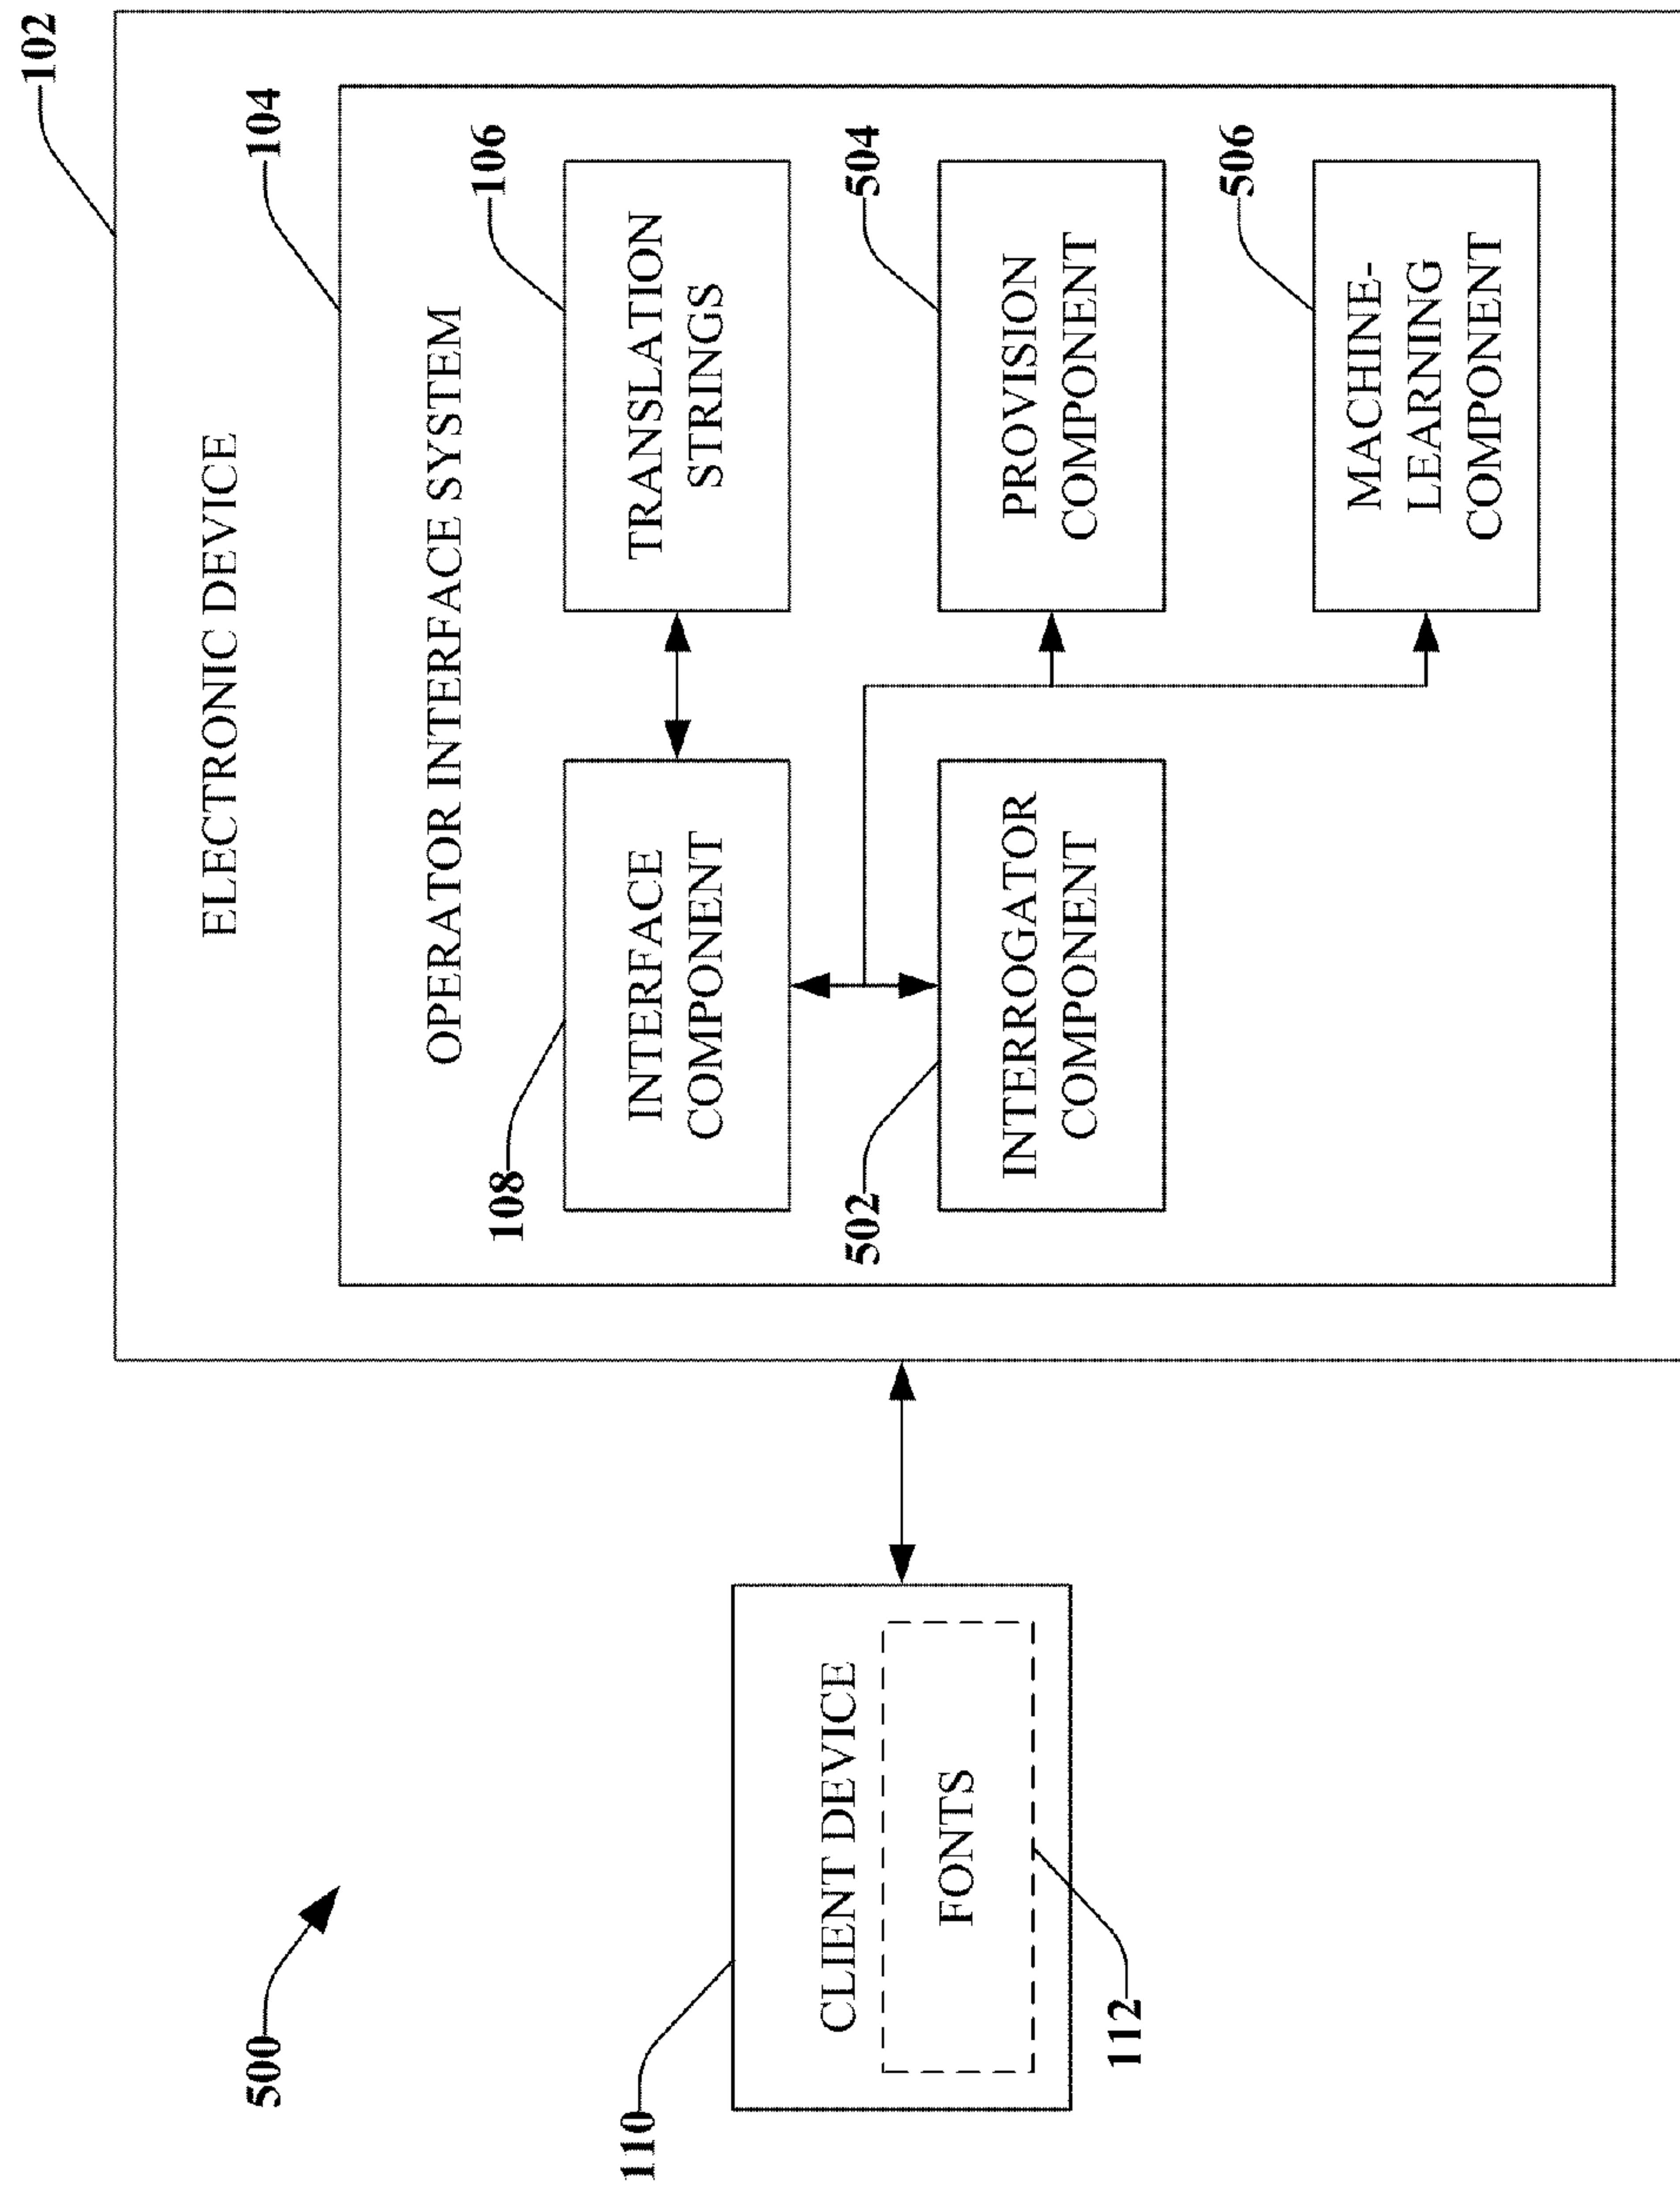 102
ELECTRONIC DEVICE
104
OPERATOR INTERFACE SYSTEM
500
108
INTERFACE
COMPONENT
106
TRANSLATION
STRINGS
110
CLIENT DEVICE
FONTS
112
502
INTERROGATOR
COMPONENT
504
PROVISION
COMPONENT
506
MACHINE-
LEARNING
COMPONENT